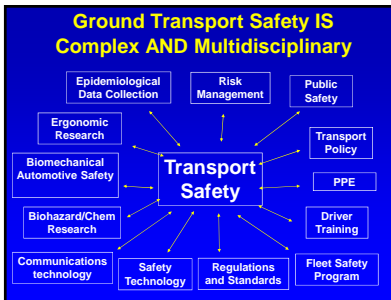 Ground Transport Safety IS
Complex AND Multidisciplinary
Epidemiological
Data Collection
Risk
Management
Public
Safety
Ergonomic
Research
Transport
Policy
Biomechanical
Automotive Safety
Transport
Safety
PPE
Biohazard/Chem
Research
Driver
Training
Communications
technology
Safety
Technology
Regulations
and Standards
Fleet Safety
Program